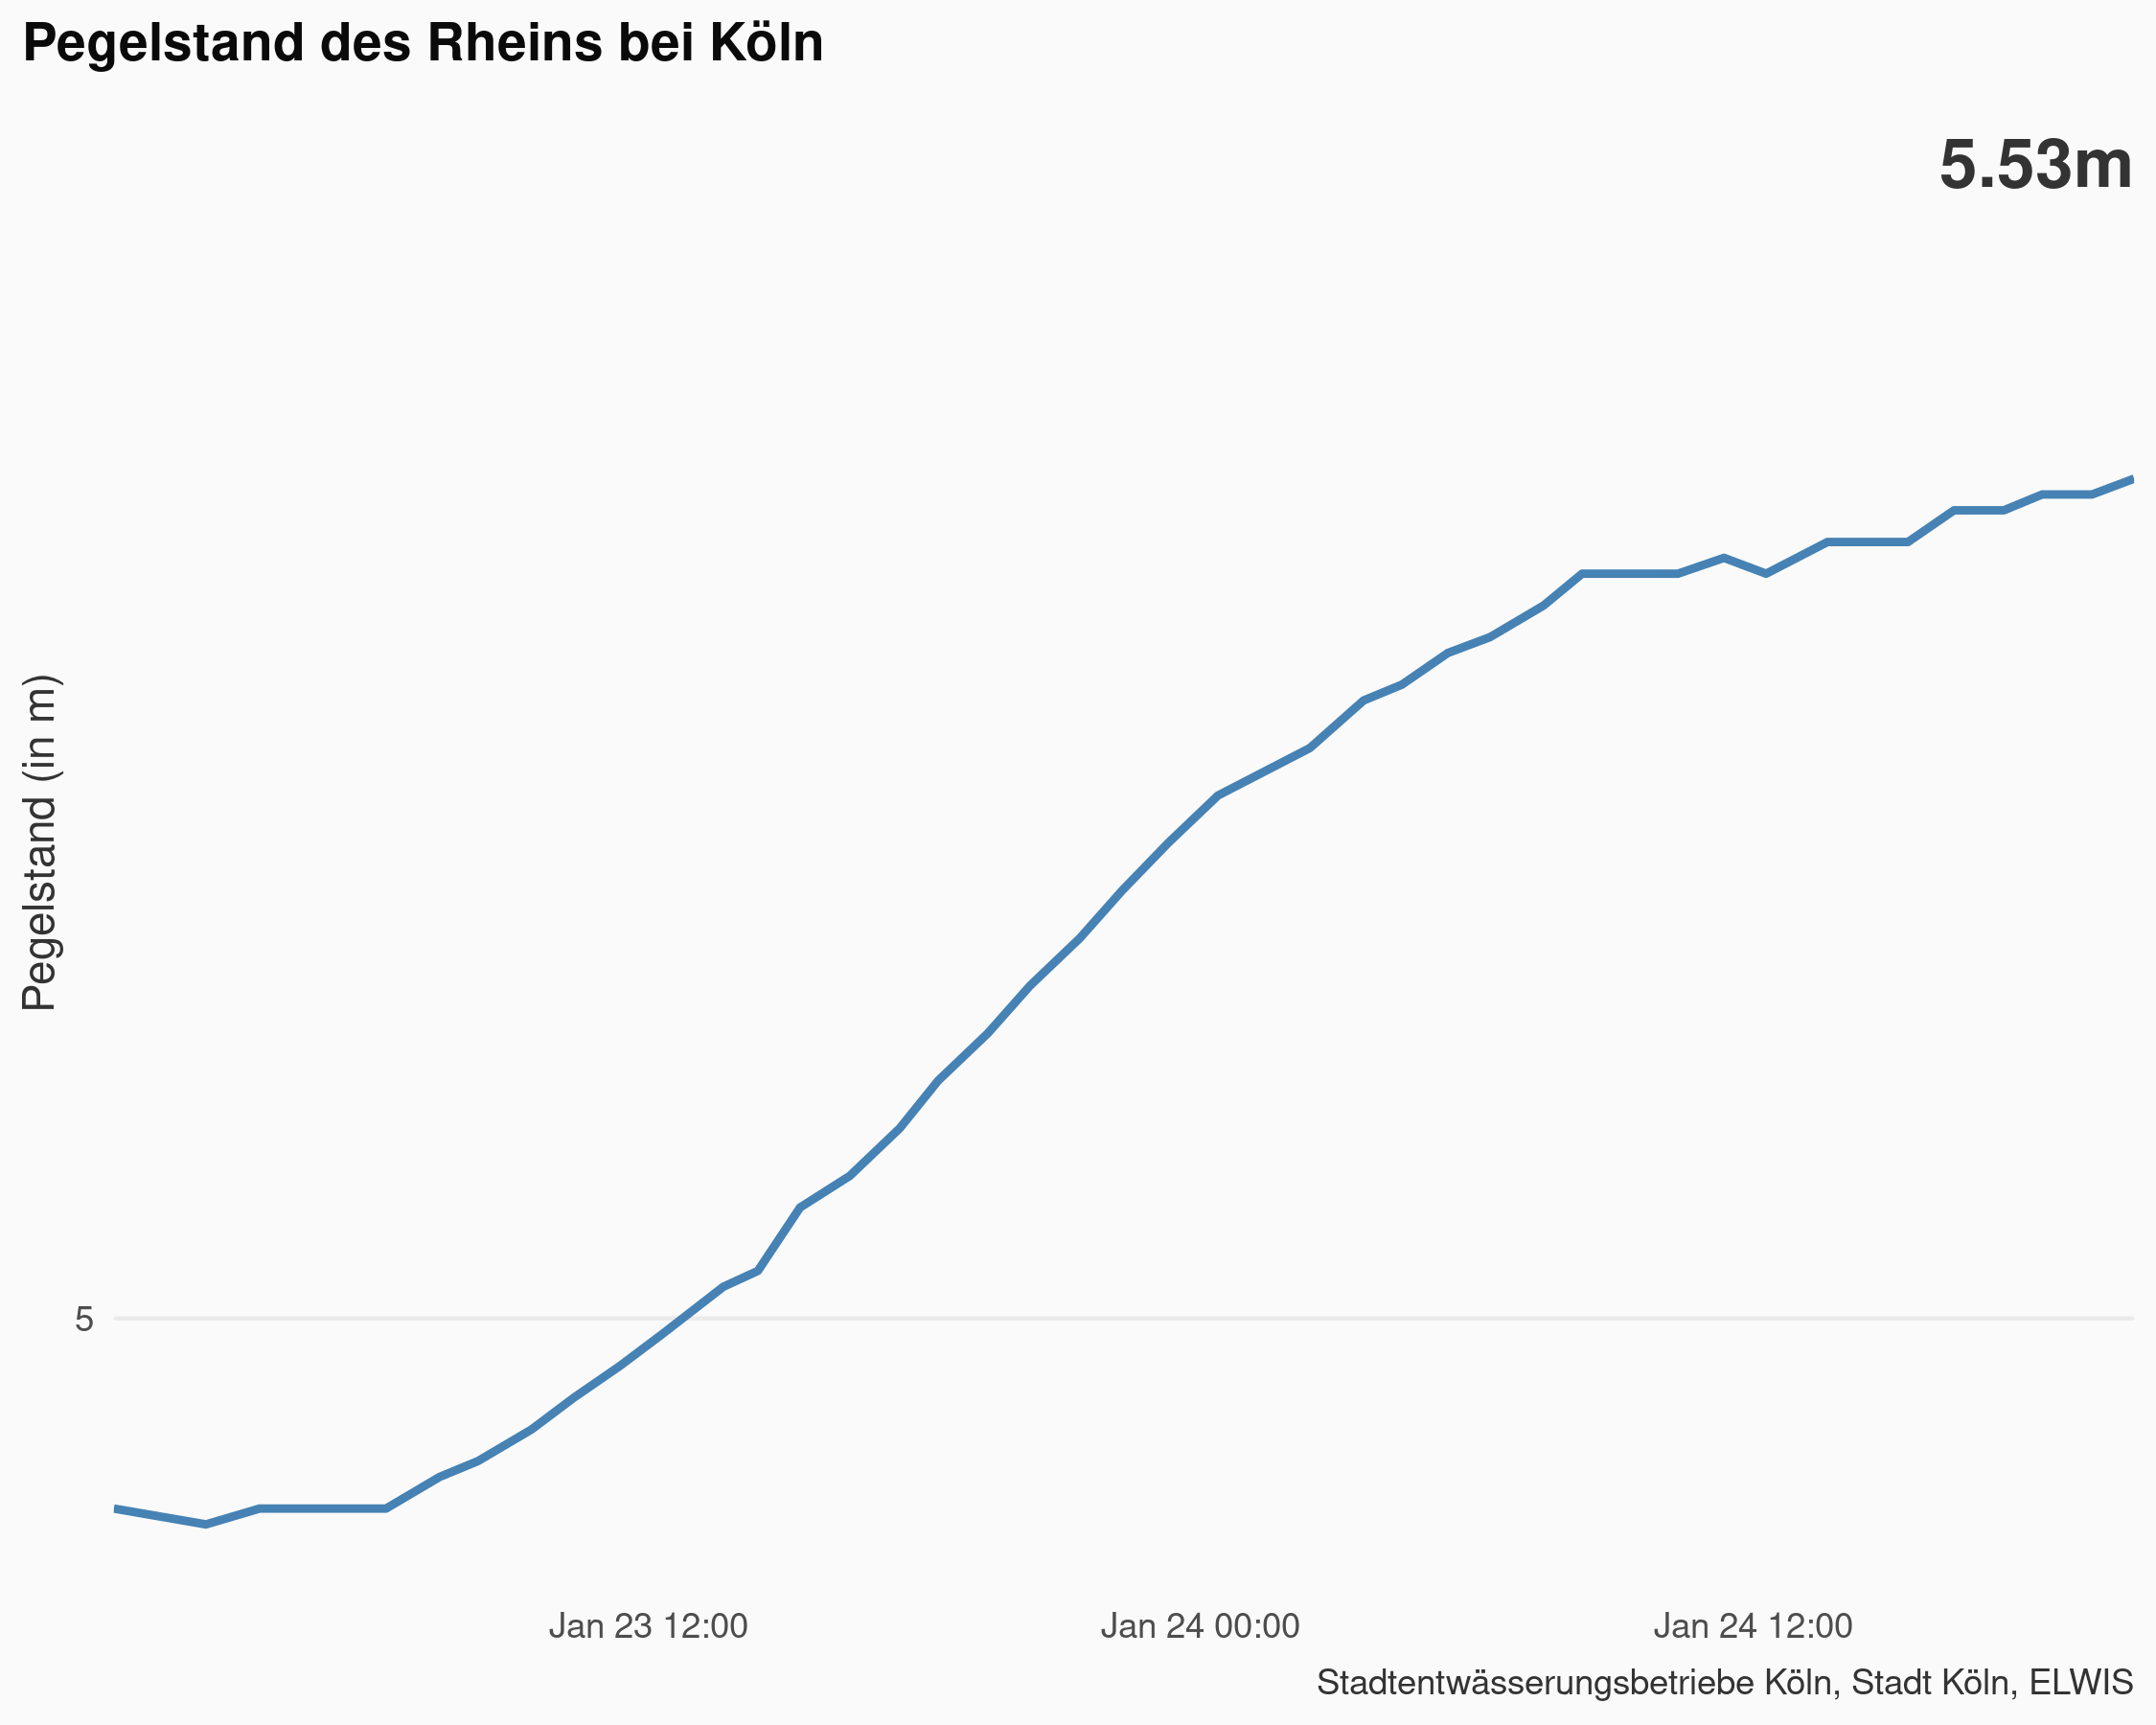 Pegelstand des Rheins bei Köln
5.53m
Pegelstand (in m)
5
Jan 23 12:00
Jan 24 00:00
Jan 24 12:00
Stadtentwässerungsbetriebe Köln, Stadt Köln, ELWIS